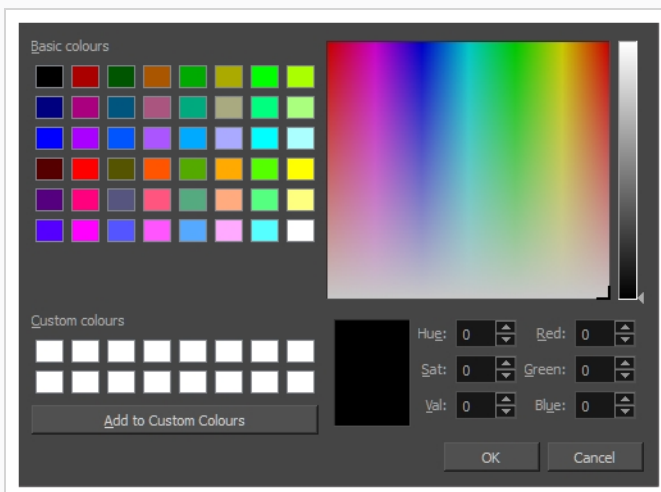 Basic colours
Custom colours
Add to Custom Colours
Hue: 0 Red: 0
Sat: 0 Green: 0
Val: 0 Blue: 0
OK Cancel